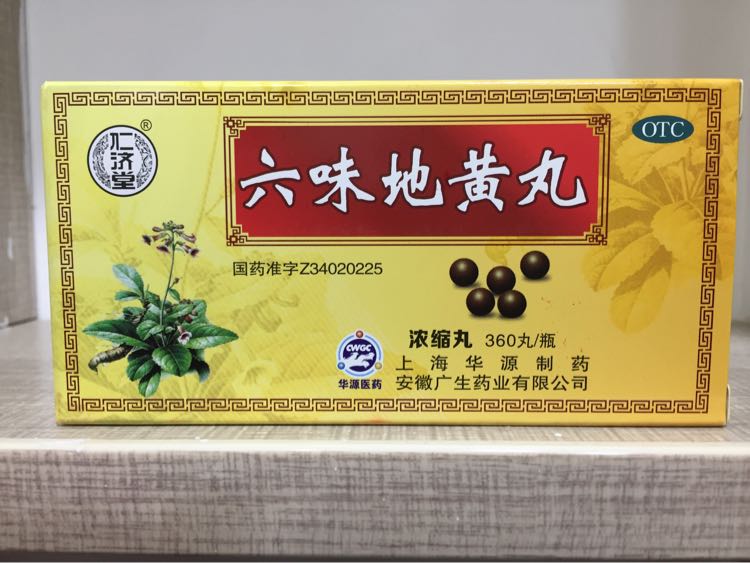 仁济堂®
OTC
六味地黄丸
国药准字Z34020225
浓缩丸 360丸/瓶
CWGC
华源医药
上海华源制药
安徽广生药业有限公司